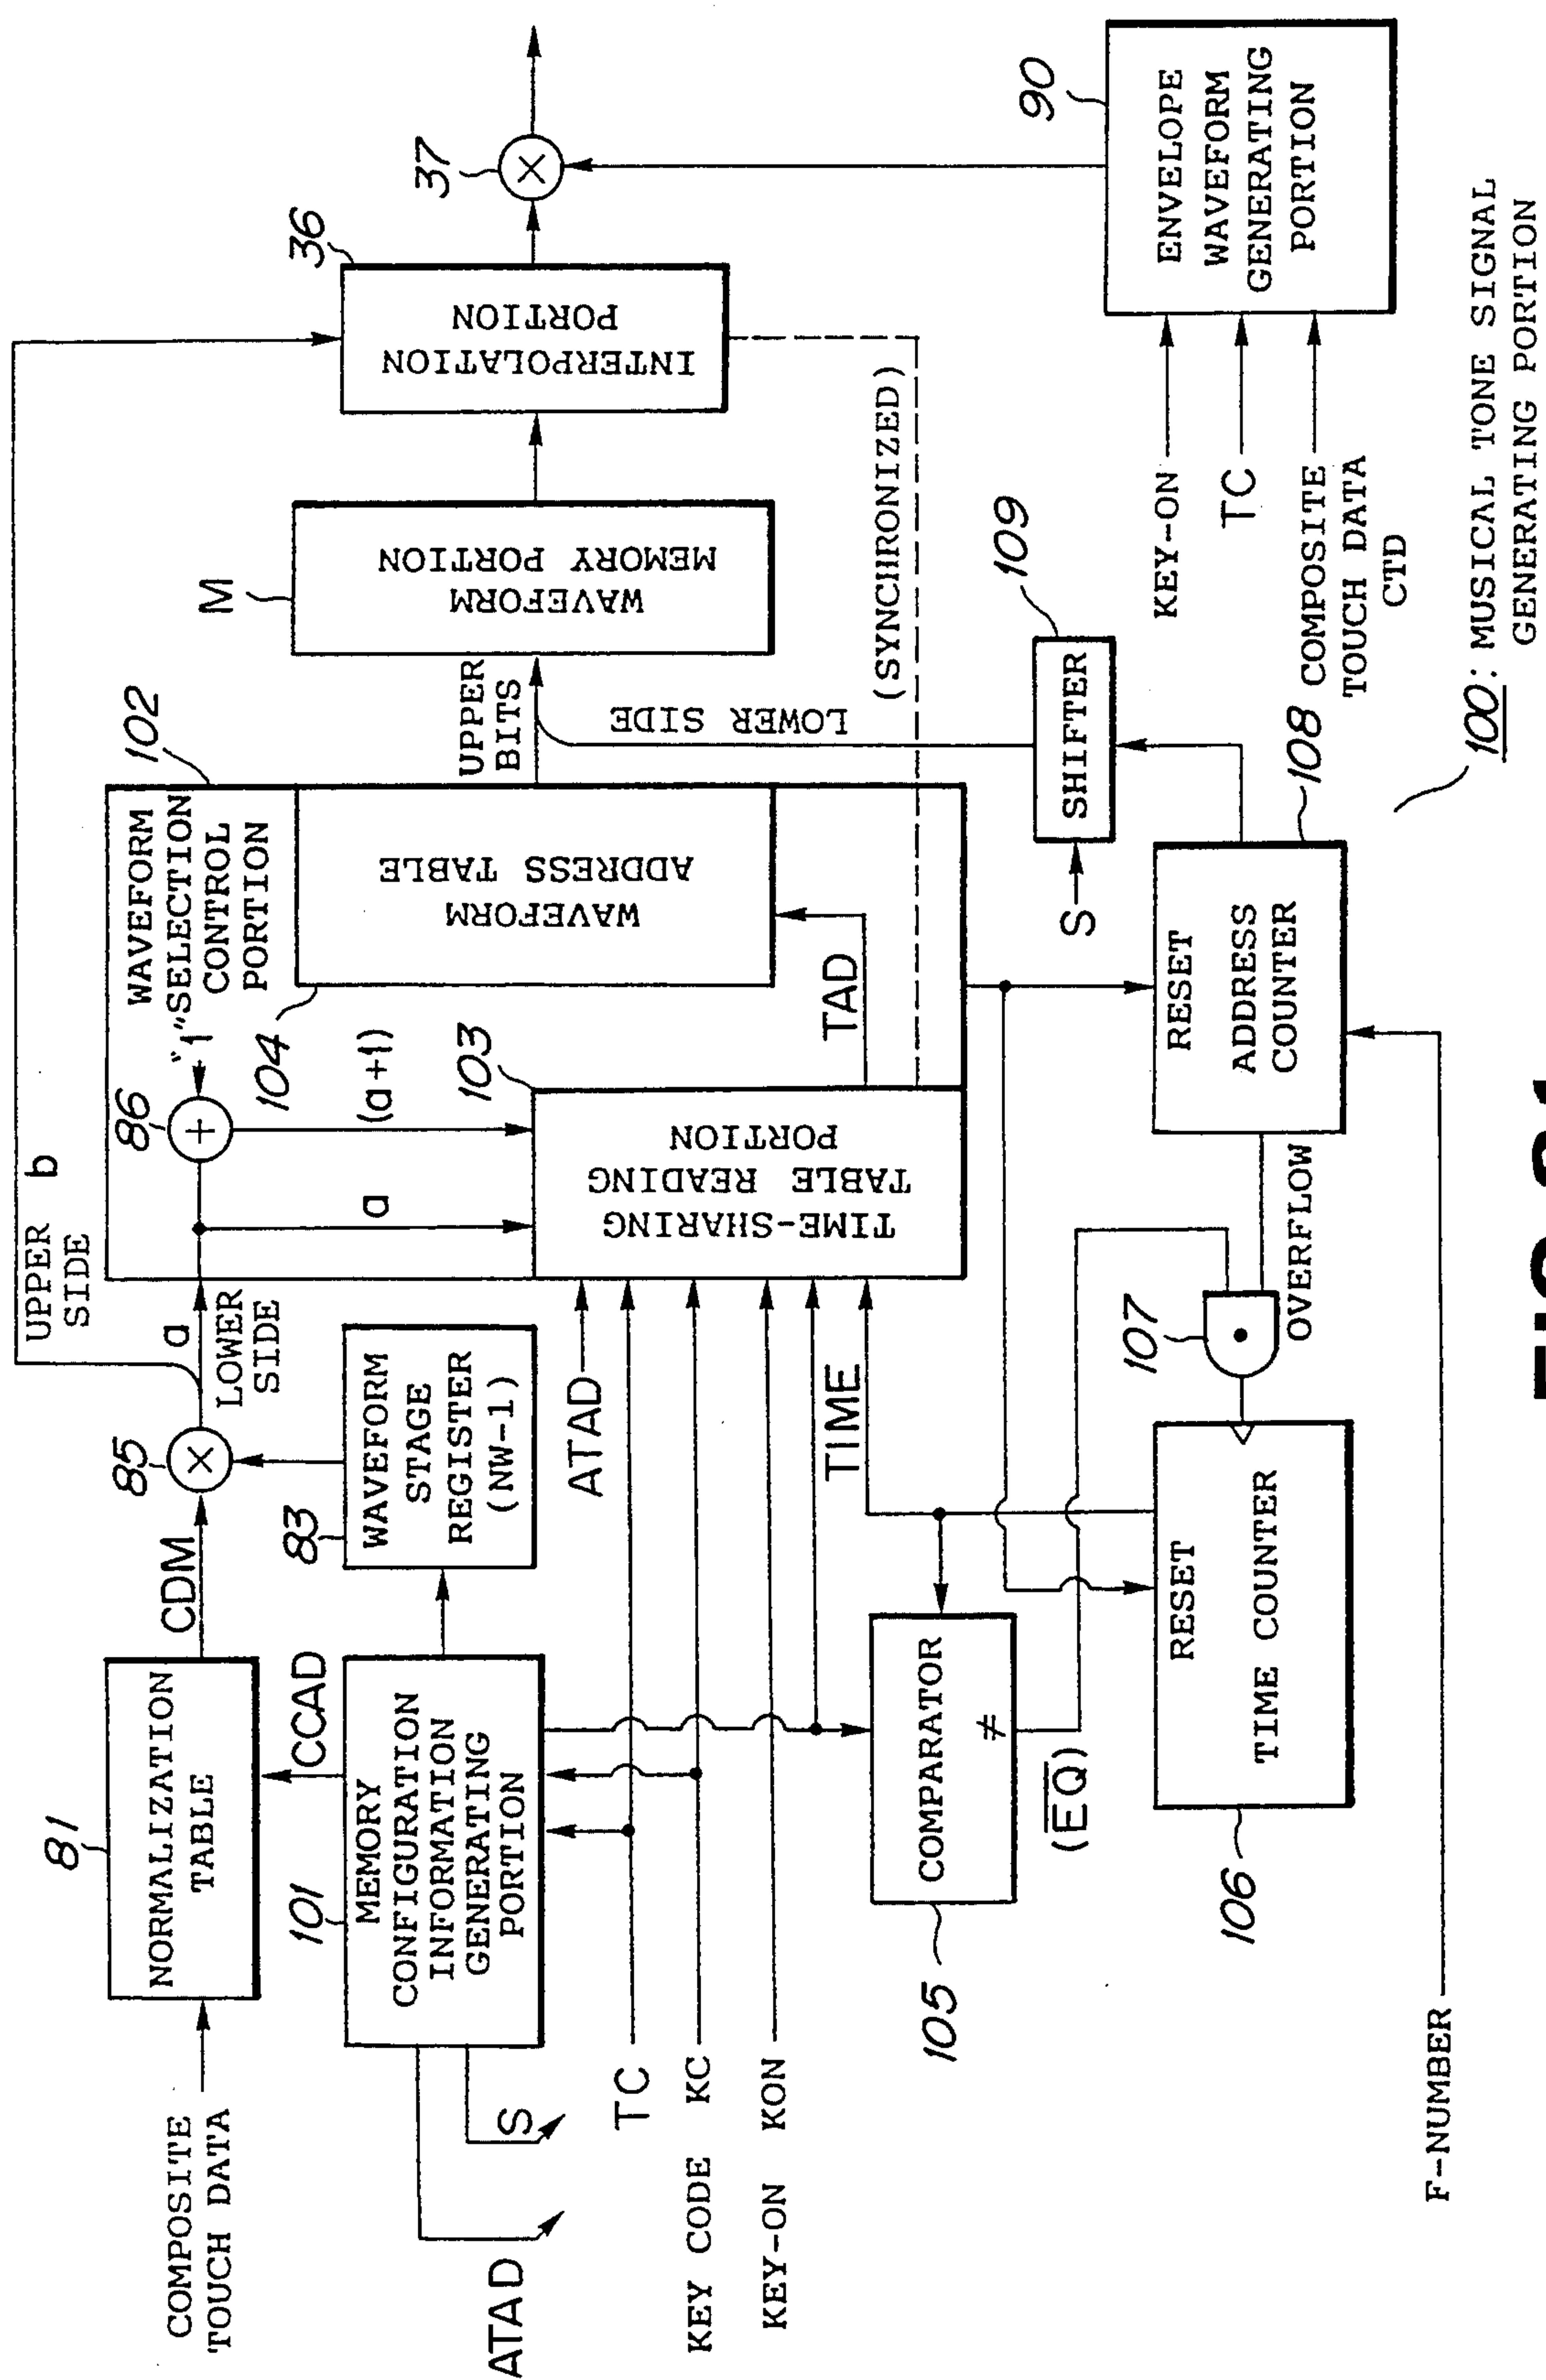 COMPOSITE
TOUCH DATA
81
NORMALIZATION
TABLE
CDM
CCAD
85
UPPER
SIDE
b
a
LOWER
SIDE
83
WAVEFORM
STAGE
REGISTER
(NW-1)
101
MEMORY
CONFIGURATION
INFORMATION
GENERATING
PORTION
ATAD
S
TC
KEY CODE KC
KEY-ON KON
ATAD
TIME
86
+
"1"
a
(a+1)
WAVEFORM
SELECTION
CONTROL
PORTION
102
103
TIME-SHARING
TABLE READING
PORTION
104
WAVEFORM
ADDRESS TABLE
TAD
UPPER
BITS
LOWER SIDE
M
WAVEFORM
MEMORY PORTION
36
INTERPOLATION
PORTION
(SYNCHRONIZED)
37
90
ENVELOPE
WAVEFORM
GENERATING
PORTION
KEY-ON
TC
COMPOSITE
TOUCH DATA
CTD
109
SHIFTER
S
108
RESET
ADDRESS
COUNTER
OVERFLOW
107
105
COMPARATOR
≠
(E̅Q̅)
106
RESET
TIME COUNTER
F-NUMBER
100: MUSICAL TONE SIGNAL
GENERATING PORTION